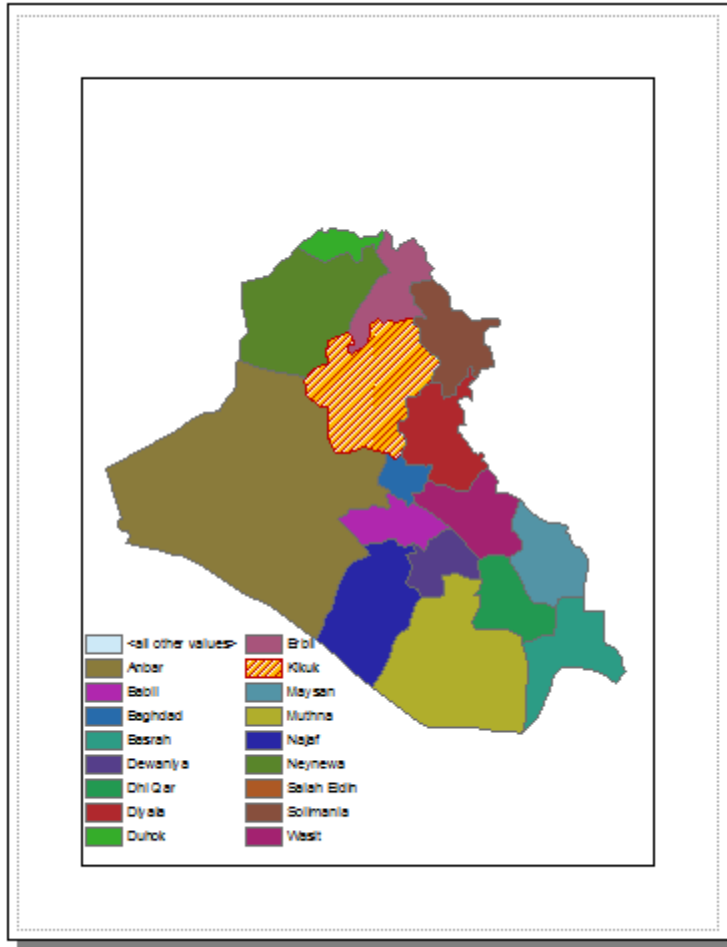 <all other values>
Anbar
Babil
Baghdad
Basrah
Dewaniya
Dhi Qar
Diyala
Duhok
Erbil
Kikuk
Maysan
Muthna
Najaf
Neynewa
Salah Eldin
Solimania
Wasit